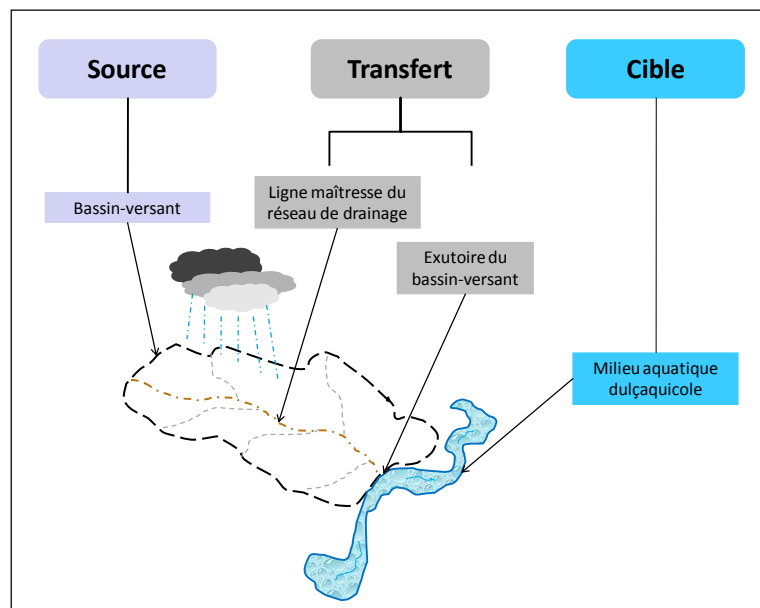 Source
Transfert
Cible
Bassin-versant
Ligne maîtresse du
réseau de drainage
Exutoire du
bassin-versant
Milieu aquatique
dulçaquicole